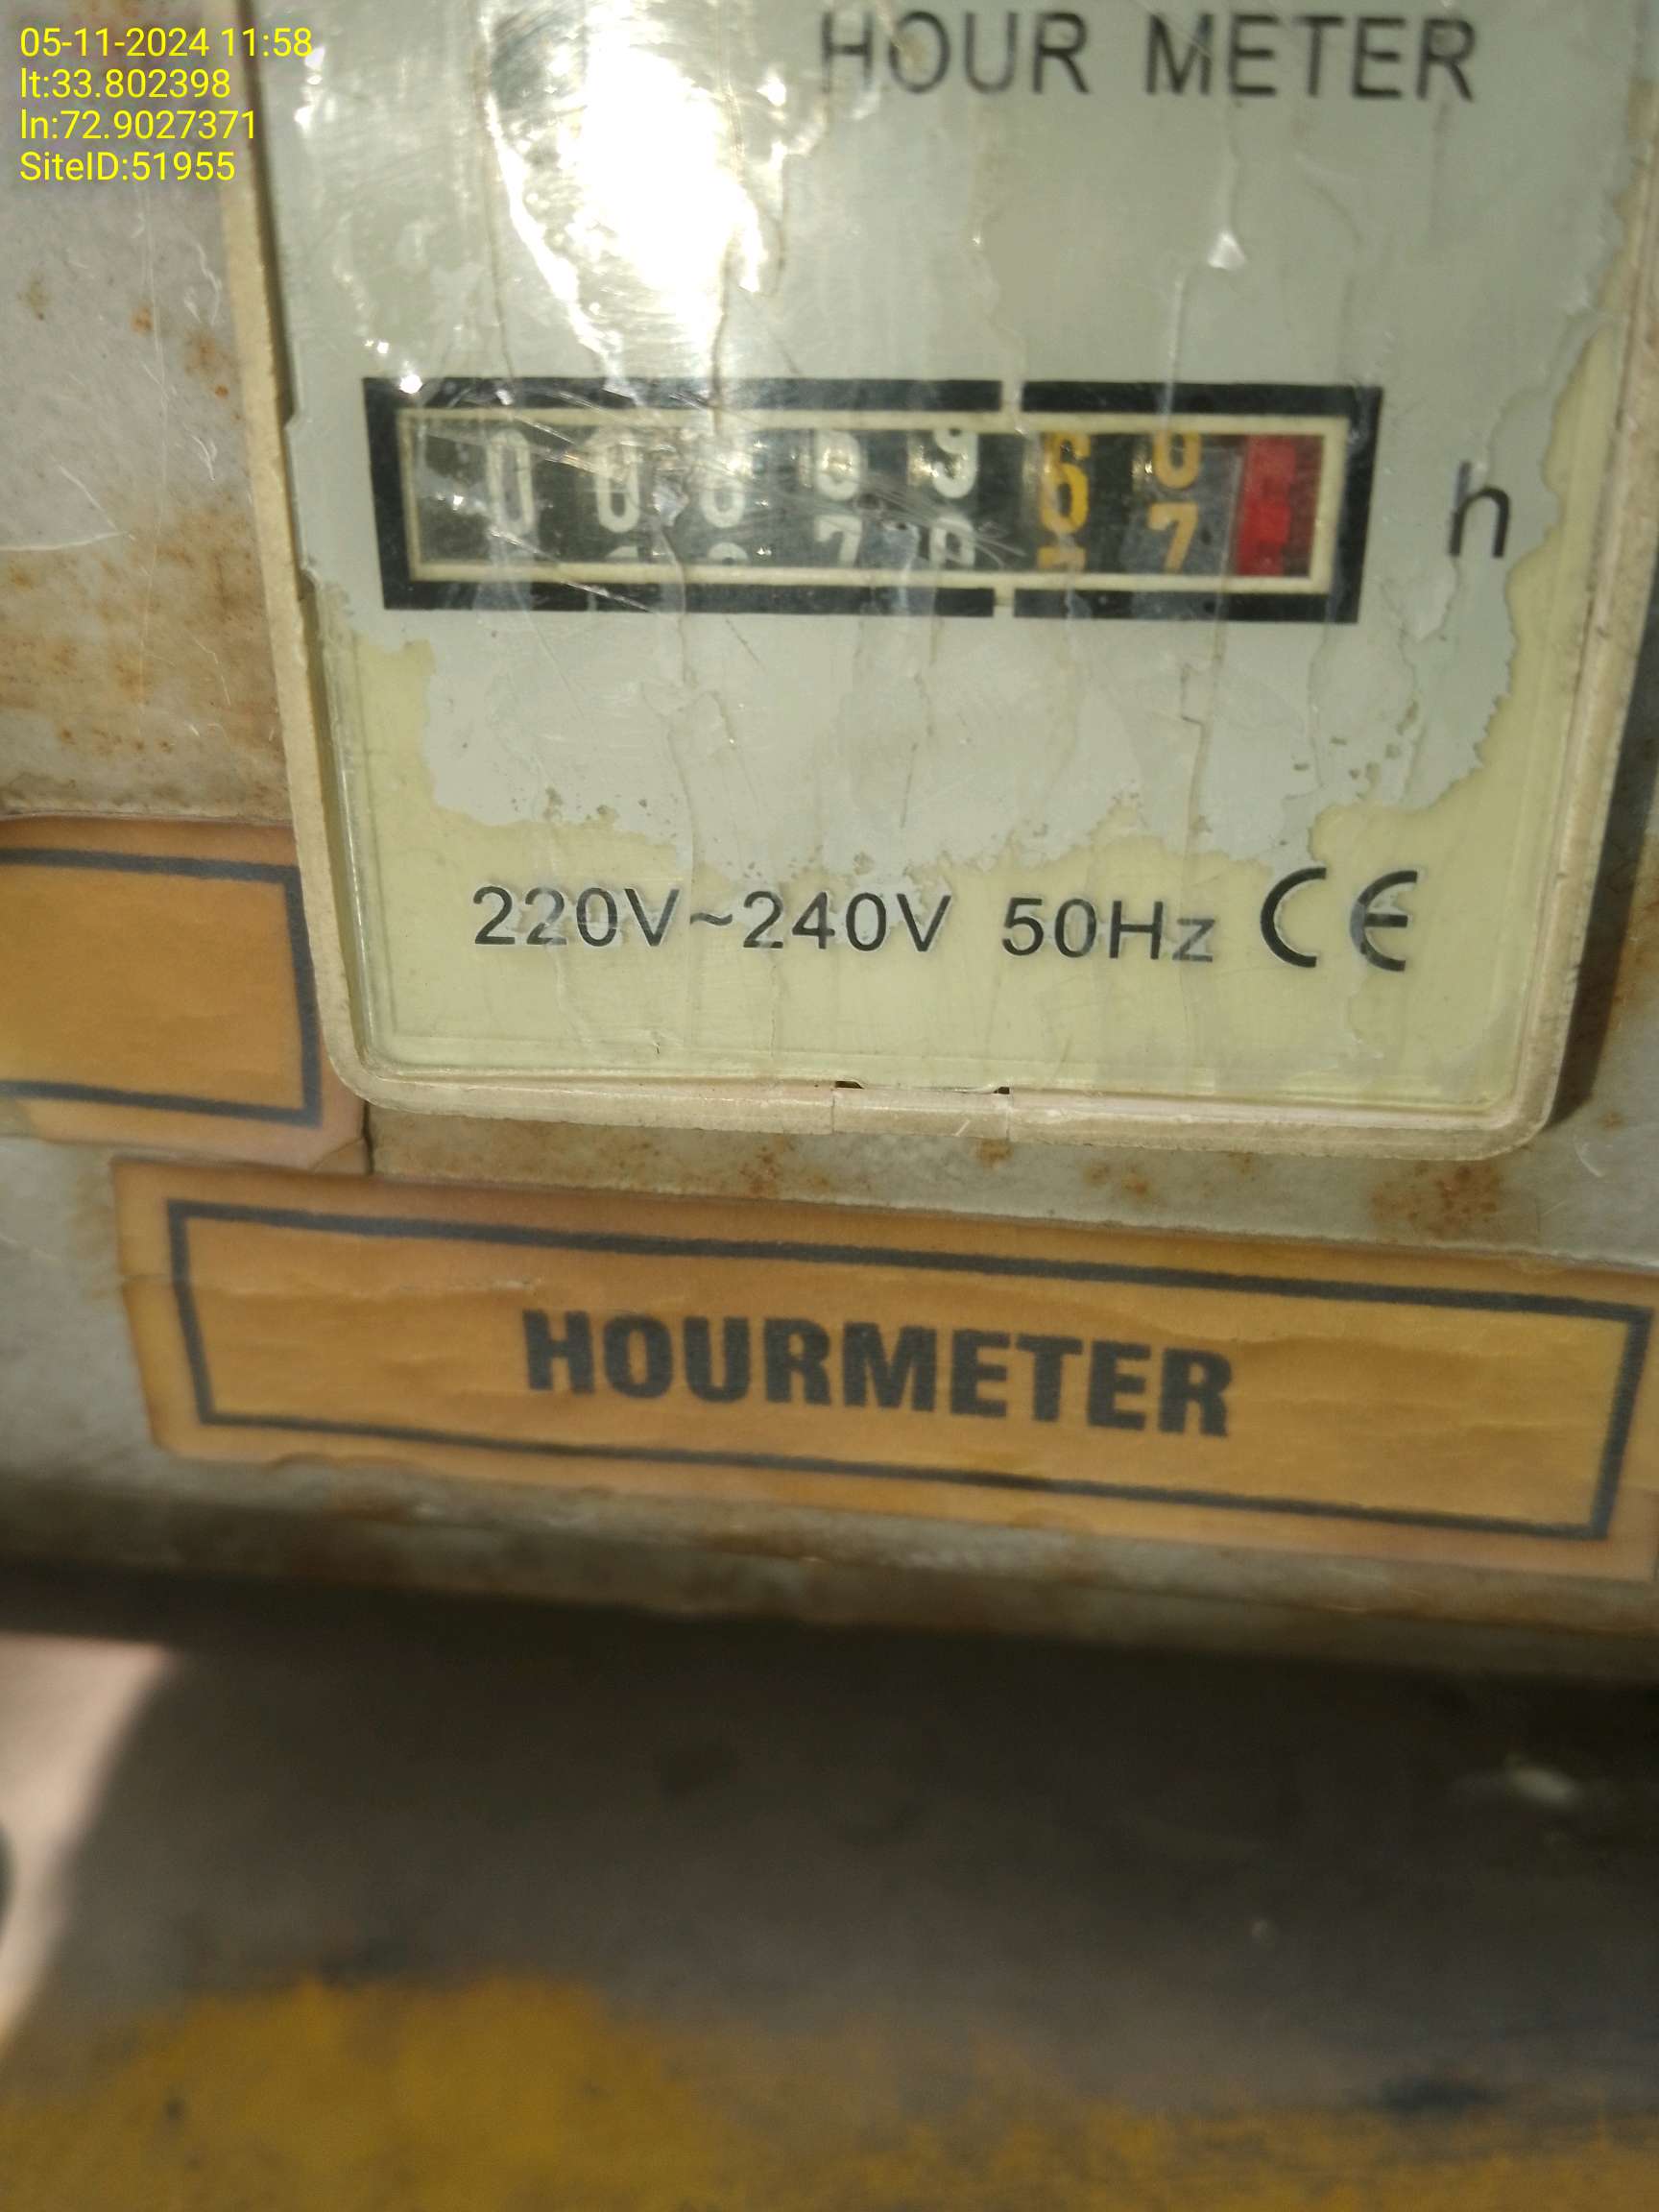 05-11-2024 11:58
lt:33.802398
ln:72.9027371
SiteID:51955
HOUR METER
h
220V~240V 50Hz CE
HOURMETER